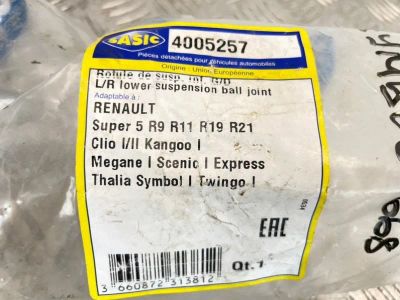 SASIC 4005257
Pièces détachées pour véhicules automobiles
Origine : Union Européenne
Rotule de susp. inf. G/D
L/R lower suspension ball joint
Adaptable à :
RENAULT
Super 5 R9 R11 R19 R21
Clio I/II Kangoo I
Megane I Scenic I Express
Thalia Symbol I Twingo I
EAC
3 660872 313812
Qt.1